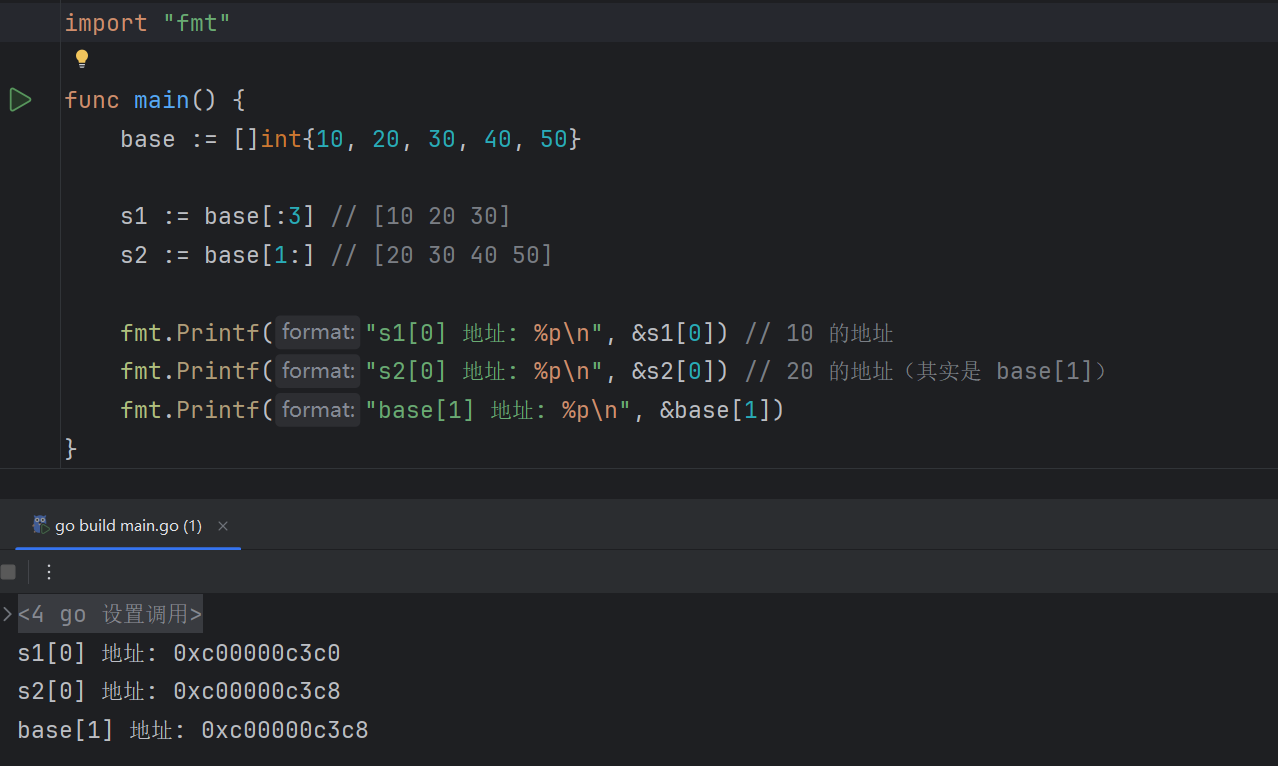 import "fmt"
func main() {
    base := []int{10, 20, 30, 40, 50}
    s1 := base[:3] // [10 20 30]
    s2 := base[1:] // [20 30 40 50]
    fmt.Printf( format: "s1[0] 地址: %p\n", &s1[0]) // 10 的地址
    fmt.Printf( format: "s2[0] 地址: %p\n", &s2[0]) // 20 的地址（其实是 base[1]）
    fmt.Printf( format: "base[1] 地址: %p\n", &base[1])
}
go build main.go (1)
<4 go 设置调用>
s1[0] 地址: 0xc00000c3c0
s2[0] 地址: 0xc00000c3c8
base[1] 地址: 0xc00000c3c8